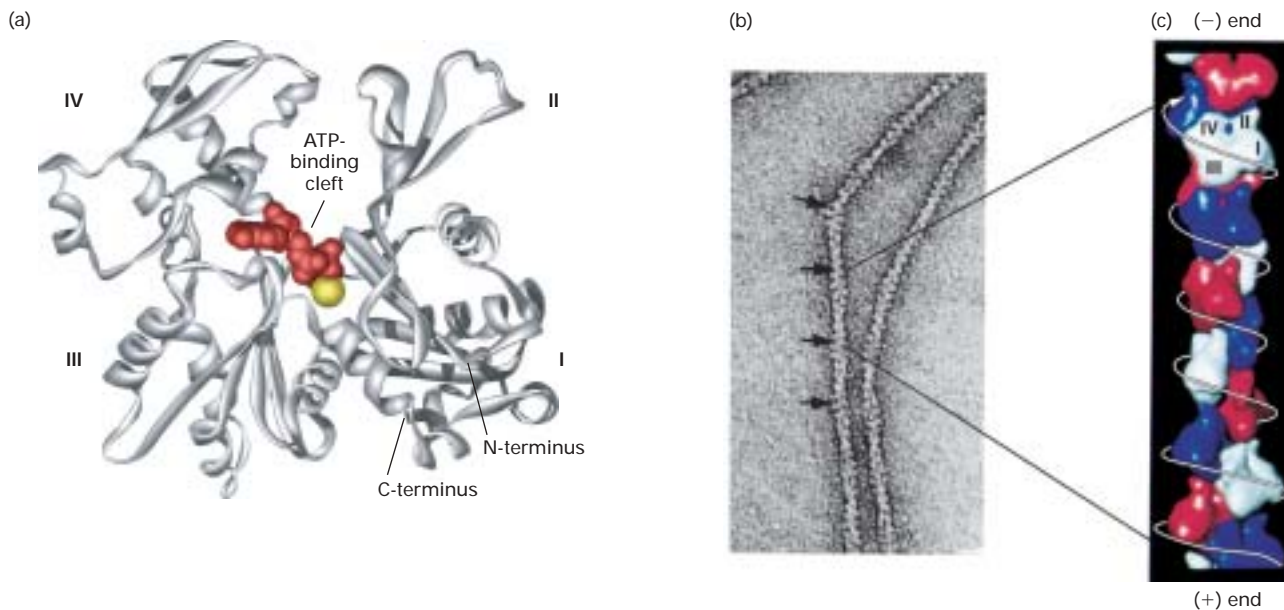 (a)
IV
II
ATP-
binding
cleft
III
I
N-terminus
C-terminus
(b)
(c) (−) end
IV II
I
III
(+) end